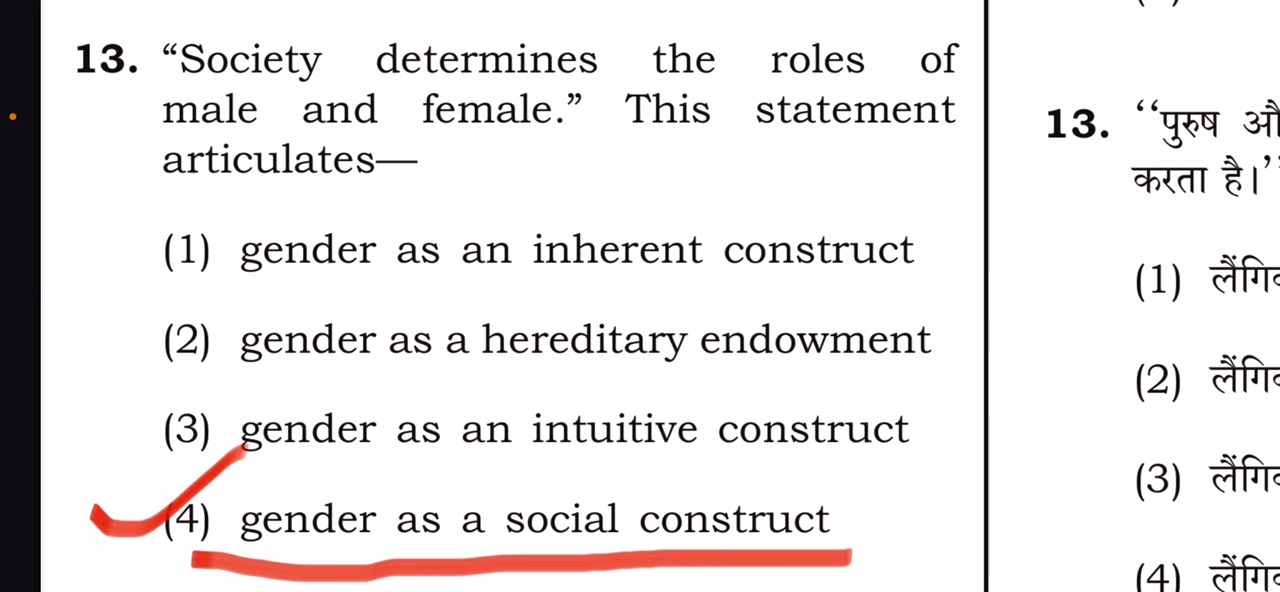 13. “Society determines the roles of
male and female.” This statement
articulates—
(1) gender as an inherent construct
(2) gender as a hereditary endowment
(3) gender as an intuitive construct
(4) gender as a social construct
13. ‘‘पुरुष
करता है।’’
(1)
(2)
(3)
(4)